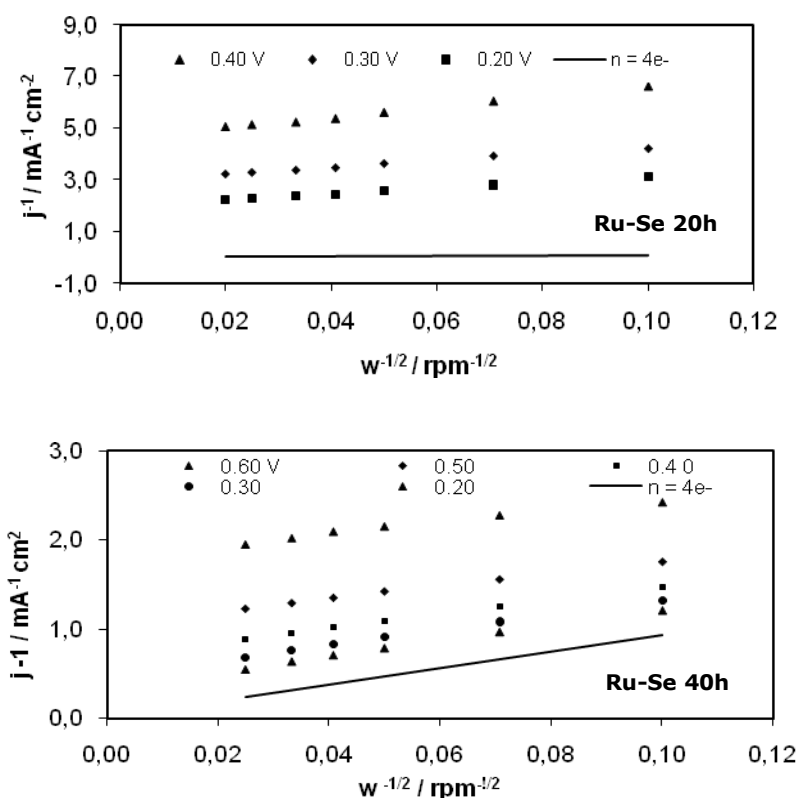 9,0
0.40 V 0.30 V 0.20 V n = 4e-
7,0
5,0
3,0
1,0
-1,0
j-1 / mA-1 cm-2
Ru-Se 20h
0,00 0,02 0,04 0,06 0,08 0,10 0,12
w-1/2 / rpm-1/2
3,0
0.60 V 0.50 0.4 0
0.30 0.20 n = 4e-
2,0
1,0
0,0
j -1 / mA-1 cm2
Ru-Se 40h
0,00 0,02 0,04 0,06 0,08 0,10 0,12
w -1/2 / rpm-1/2